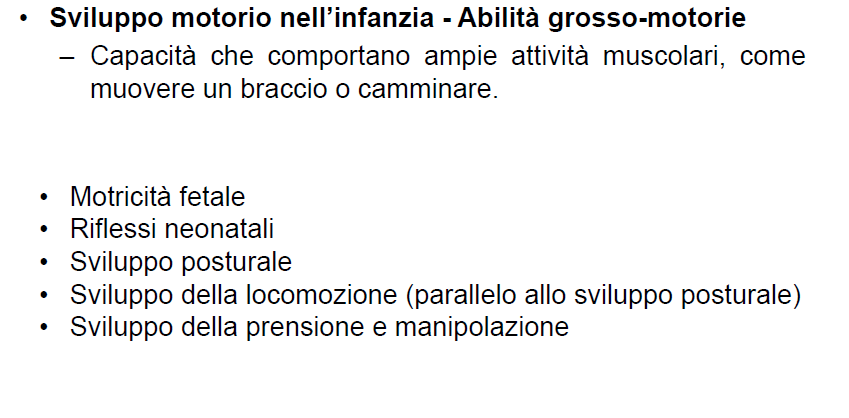 • Sviluppo motorio nell’infanzia - Abilità grosso-motorie
– Capacità che comportano ampie attività muscolari, come
muovere un braccio o camminare.
• Motricità fetale
• Riflessi neonatali
• Sviluppo posturale
• Sviluppo della locomozione (parallelo allo sviluppo posturale)
• Sviluppo della prensione e manipolazione